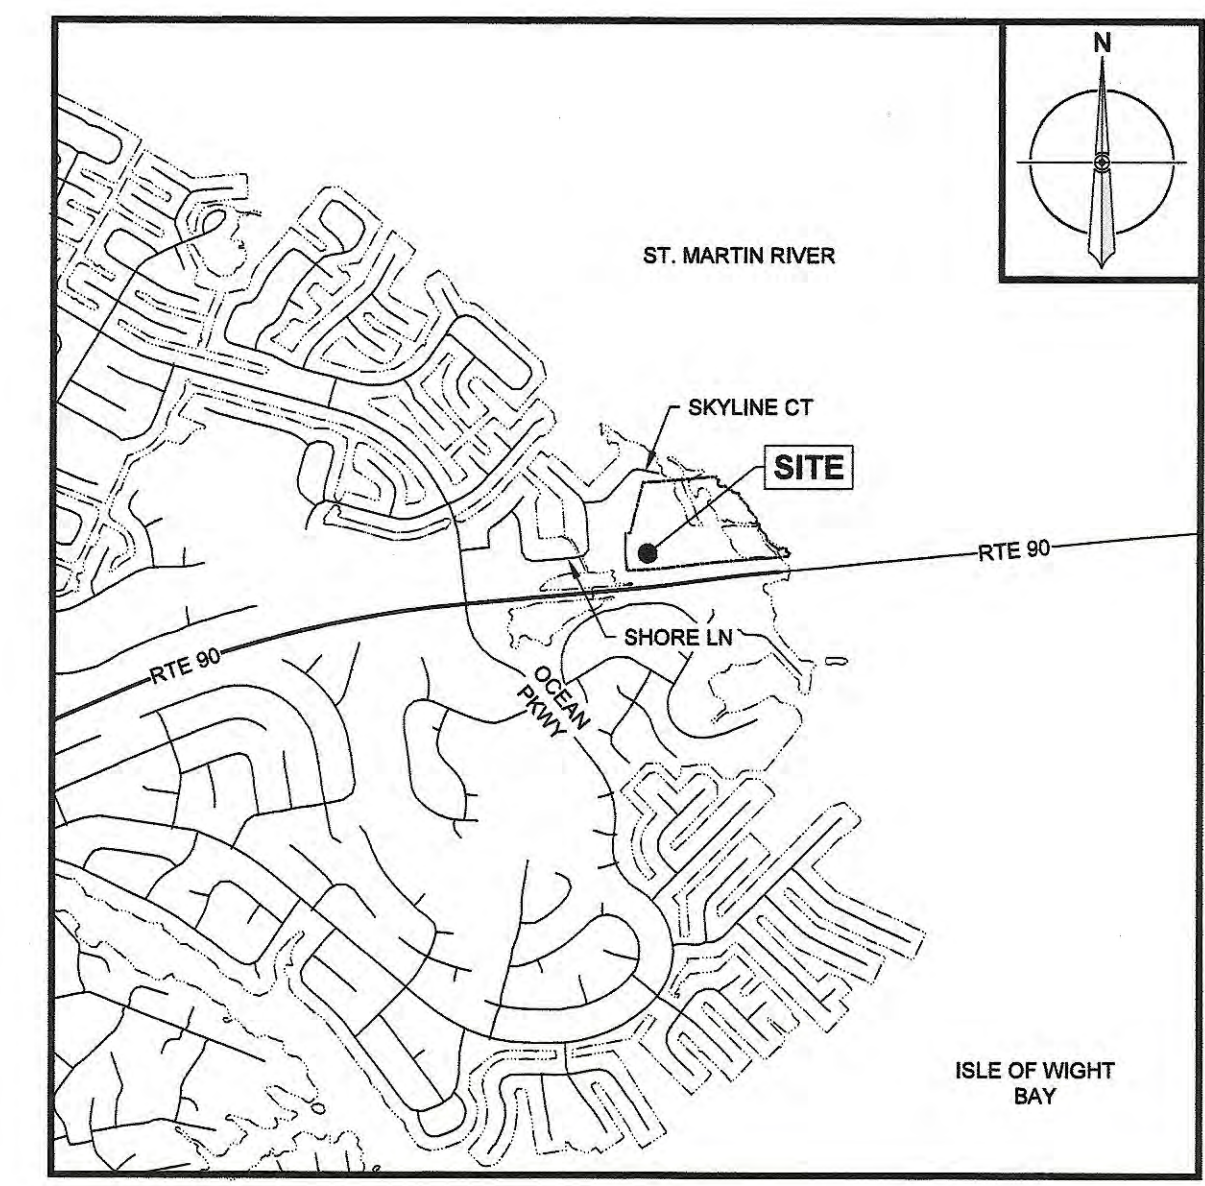 N
ST. MARTIN RIVER
SKYLINE CT
SITE
RTE 90
SHORE LN
RTE 90
OCEAN
PKWY
ISLE OF WIGHT
BAY